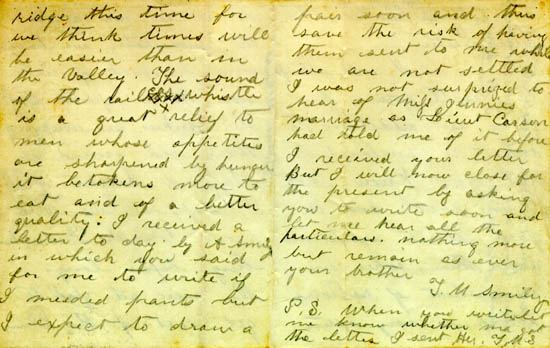 ridge this time for
we think times will
be easier than in
the Valley. The sound
of the rail whistle
is a great relief to
men whose appetites
are sharpened by hunger
it betokens more to
eat and of a better
quality: I received a
letter to day by A Smily
in which you said
for me to write if
I needed pants but
I expect to draw a
pair soon and thus
save the risk of having
them sent to me while
we are not settled
I was not surprized to
hear of Miss
marriage as Lieut Carson
had told me of it before
I received your letter
But I will now close for
the present by asking
you to write soon and
let me hear all the
particulars. nothing more
but remain as ever
your brother
T. M Smiley
P.S. When you write let
me know whether ma got
the letter I sent Her. T M S